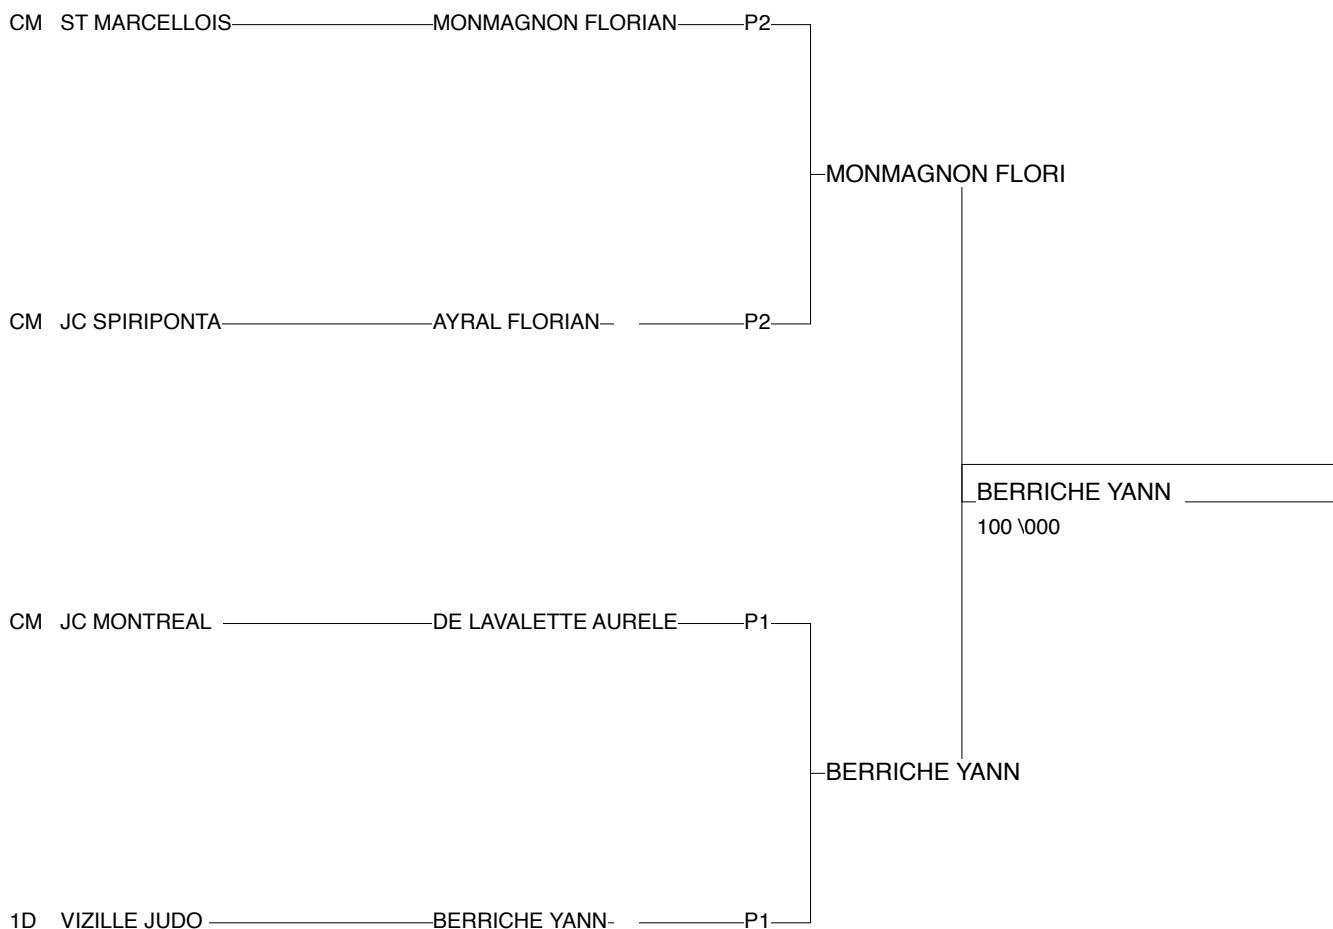 CM ST MARCELLOIS MONMAGNON FLORIAN P2
MONMAGNON FLORI
CM JC SPIRIPONTA AYRAL FLORIAN P2
BERRICHE YANN
100 \000
CM JC MONTREAL DE LAVALETTE AURELE P1
BERRICHE YANN
1D VIZILLE JUDO BERRICHE YANN P1